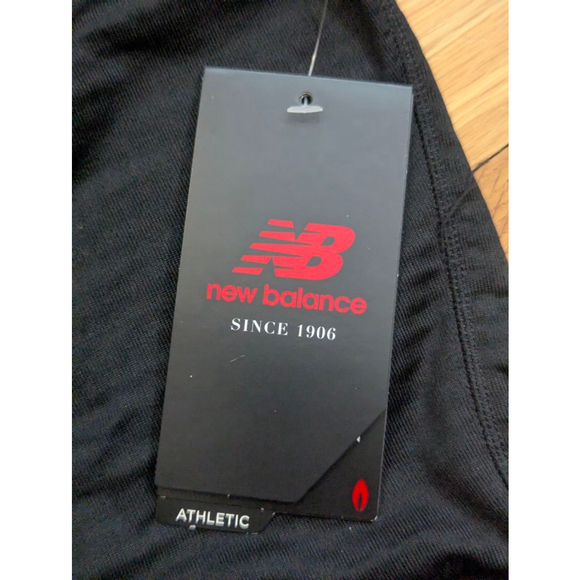 NB
new balance
SINCE 1906
ATHLETIC